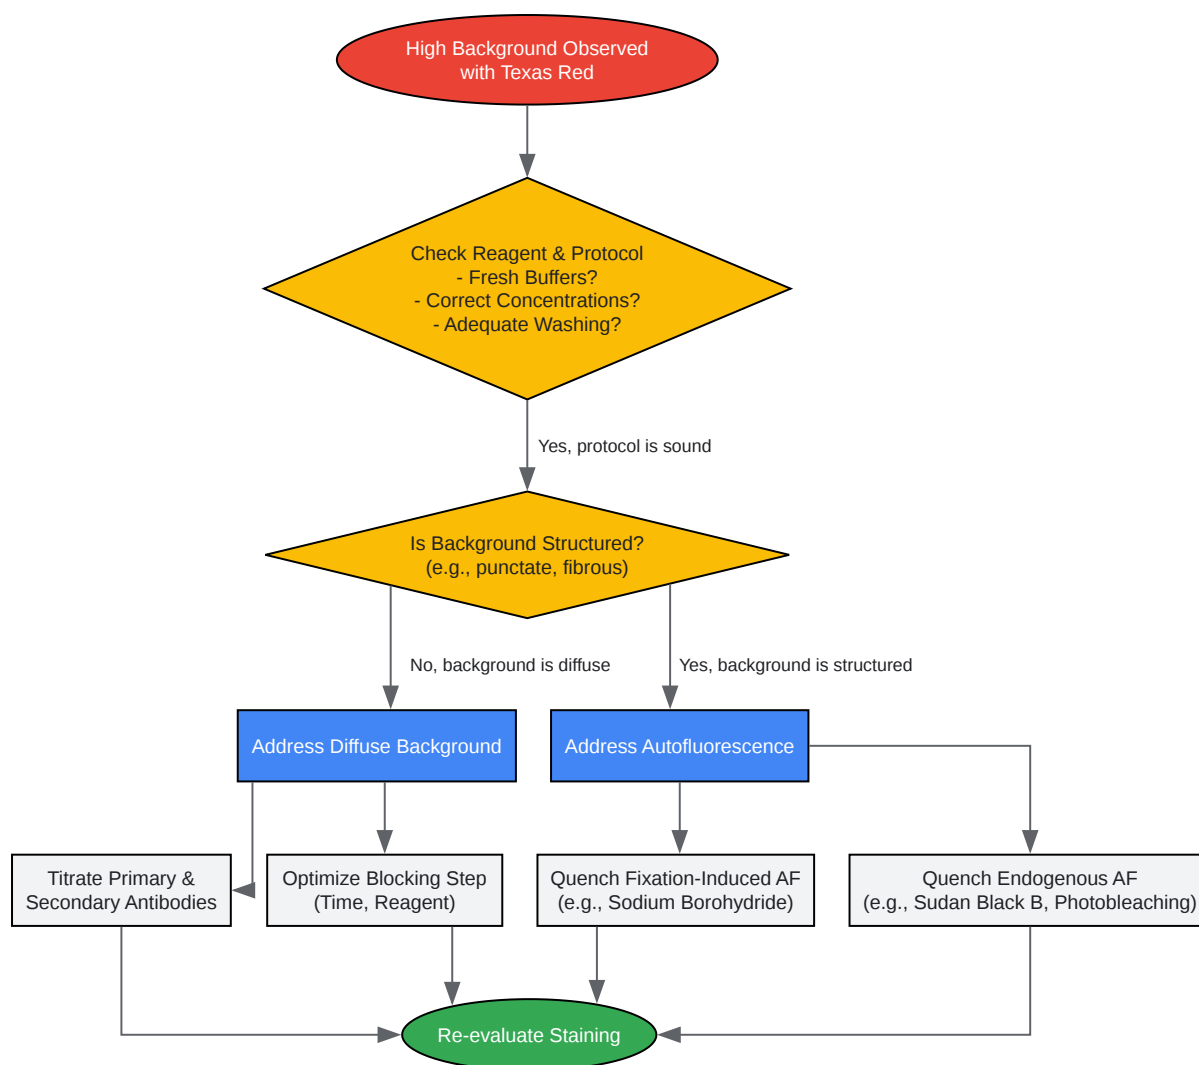 High Background Observed
with Texas Red
Check Reagent & Protocol
- Fresh Buffers?
- Correct Concentrations?
- Adequate Washing?
Yes, protocol is sound
Is Background Structured?
(e.g., punctate, fibrous)
No, background is diffuse
Yes, background is structured
Address Diffuse Background
Address Autofluorescence
Titrate Primary &
Secondary Antibodies
Optimize Blocking Step
(Time, Reagent)
Quench Fixation-Induced AF
(e.g., Sodium Borohydride)
Quench Endogenous AF
(e.g., Sudan Black B, Photobleaching)
Re-evaluate Staining